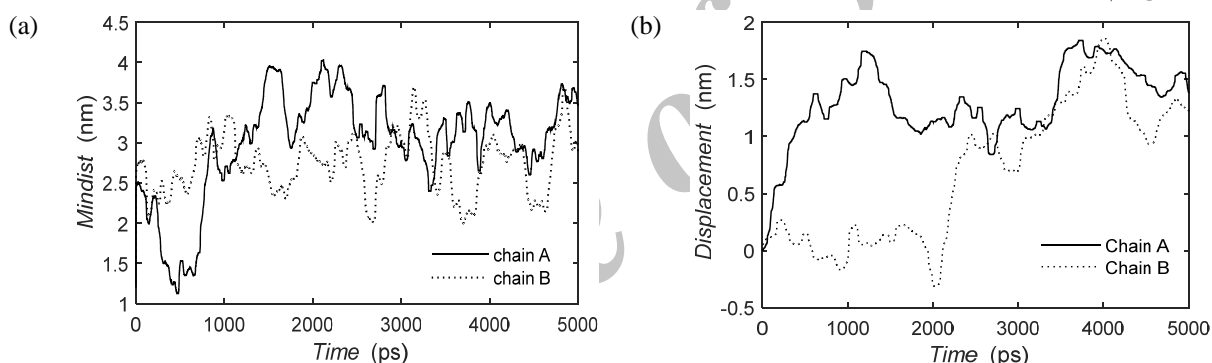 (a)
4.5
4
3.5
3
2.5
2
1.5
1
Mindist (nm)
0 1000 2000 3000 4000 5000
Time (ps)
chain A
chain B
(b)
2
1.5
1
0.5
0
-0.5
Displacement (nm)
0 1000 2000 3000 4000 5000
Time (ps)
Chain A
Chain B